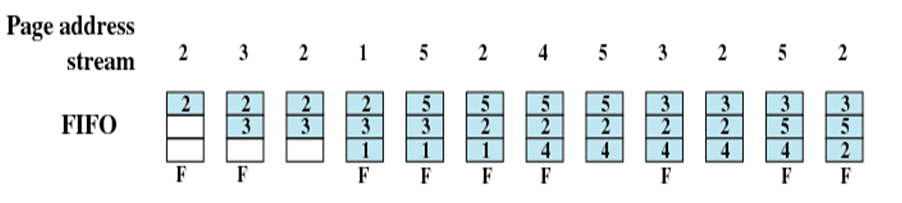 Page address
stream 2 3 2 1 5 2 4 5 3 2 5 2
FIFO
2 2 2 2 5 5 5 5 3 3 3 3
3 3 3 3 2 2 2 2 2 5 5
1 1 1 4 4 4 4 4 2
F F F F F F F F F